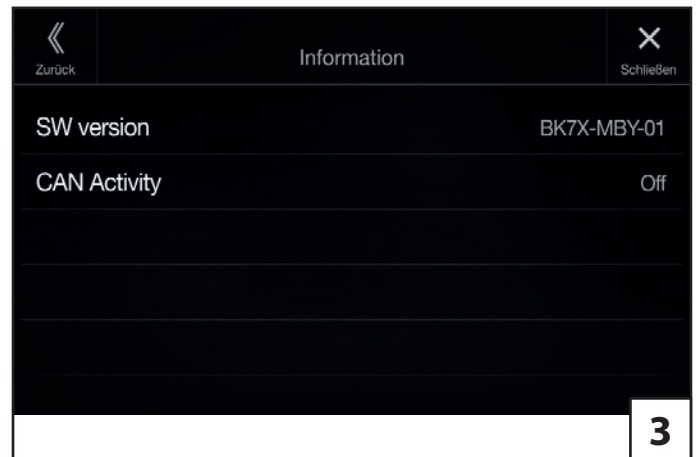 Zurück
Information
Schließen
SW version BK7X-MBY-01
CAN Activity Off
3